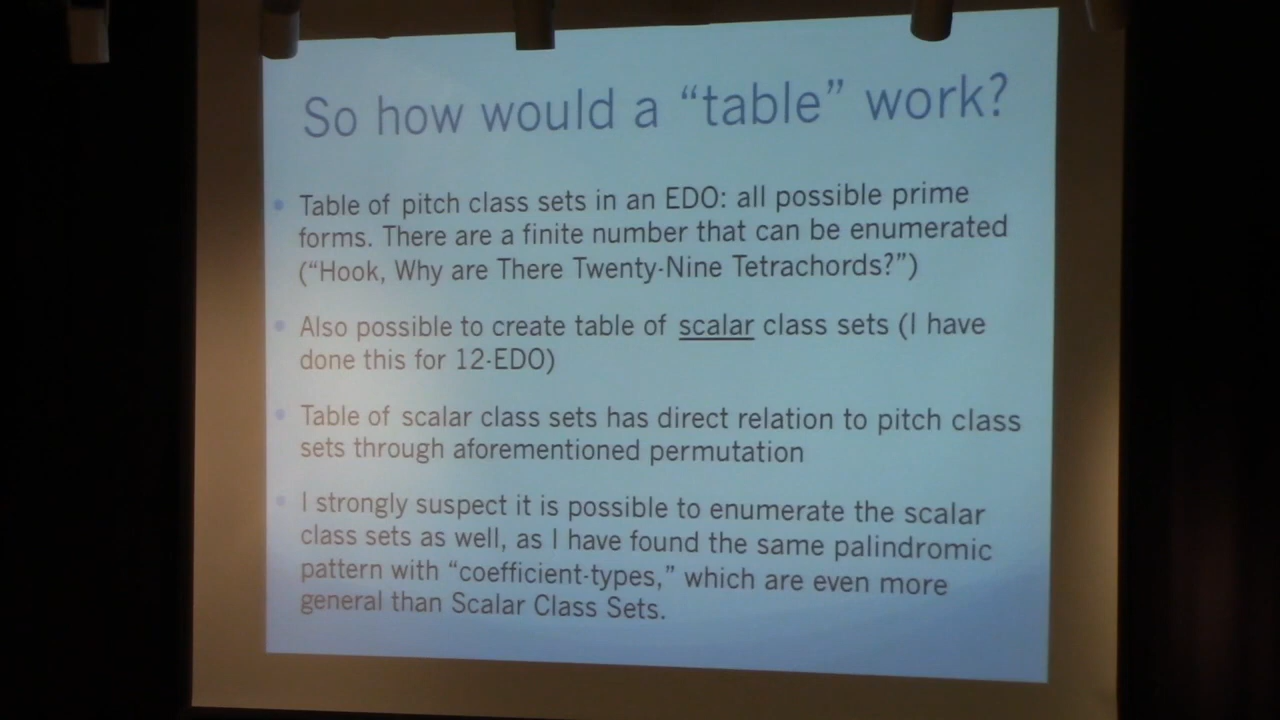 So how would a “table” work?
• Table of pitch class sets in an EDO: all possible prime
forms. There are a finite number that can be enumerated
(“Hook, Why are There Twenty-Nine Tetrachords?”)
• Also possible to create table of scalar class sets (I have
done this for 12-EDO)
• Table of scalar class sets has direct relation to pitch class
sets through aforementioned permutation
• I strongly suspect it is possible to enumerate the scalar
class sets as well, as I have found the same palindromic
pattern with “coefficient-types,” which are even more
general than Scalar Class Sets.